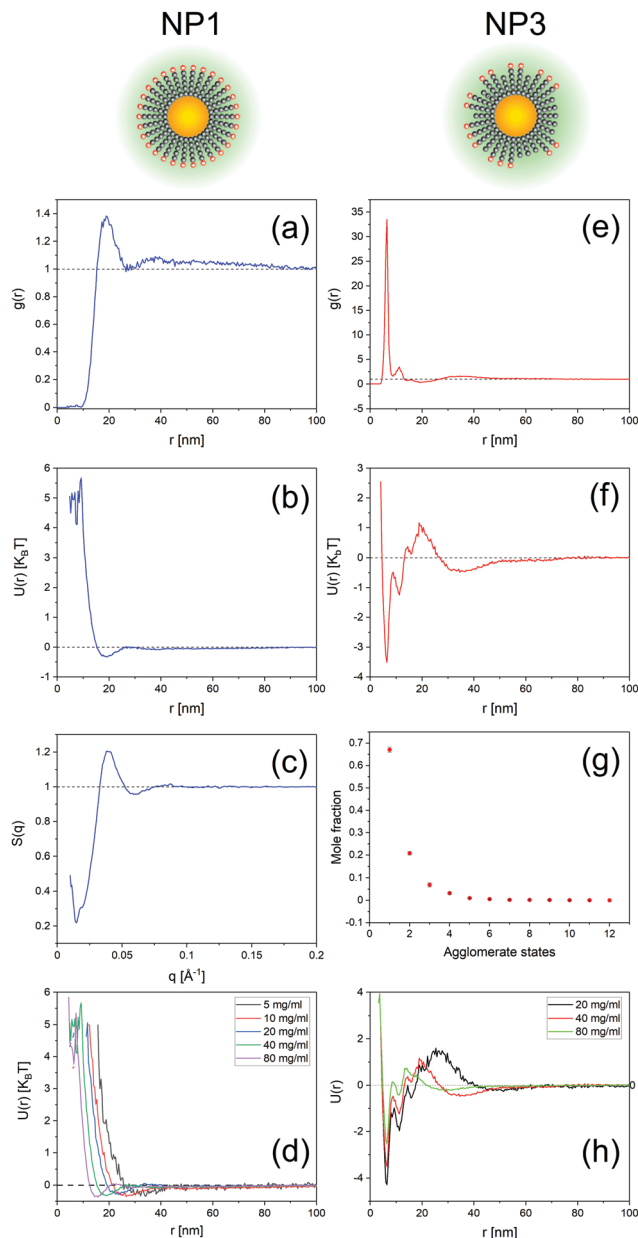 NP1
NP3
(a)
g(r)
1.4
1.2
1
0.8
0.6
0.4
0.2
0
0 20 40 60 80 100
r [nm]
(e)
g(r)
35
30
25
20
15
10
5
0
-5
0 20 40 60 80 100
r [nm]
(b)
U(r) [K_BT]
6
5
4
3
2
1
0
-1
0 20 40 60 80 100
r [nm]
(f)
U(r) [K_bT]
3
2
1
0
-1
-2
-3
-4
0 20 40 60 80 100
r [nm]
(c)
S(q)
1.2
1
0.8
0.6
0.4
0.2
0 0.05 0.1 0.15 0.2
q [Å⁻¹]
(g)
Mole fraction
0.7
0.6
0.5
0.4
0.3
0.2
0.1
0
-0.1
0 2 4 6 8 10 12
Agglomerate states
(d)
5 mg/ml
10 mg/ml
20 mg/ml
40 mg/ml
80 mg/ml
U(r) [K_BT]
6
5
4
3
2
1
0
-1
0 20 40 60 80 100
r [nm]
(h)
20 mg/ml
40 mg/ml
80 mg/ml
U(r)
4
2
0
-2
-4
0
0 20 40 60 80 100
r [nm]